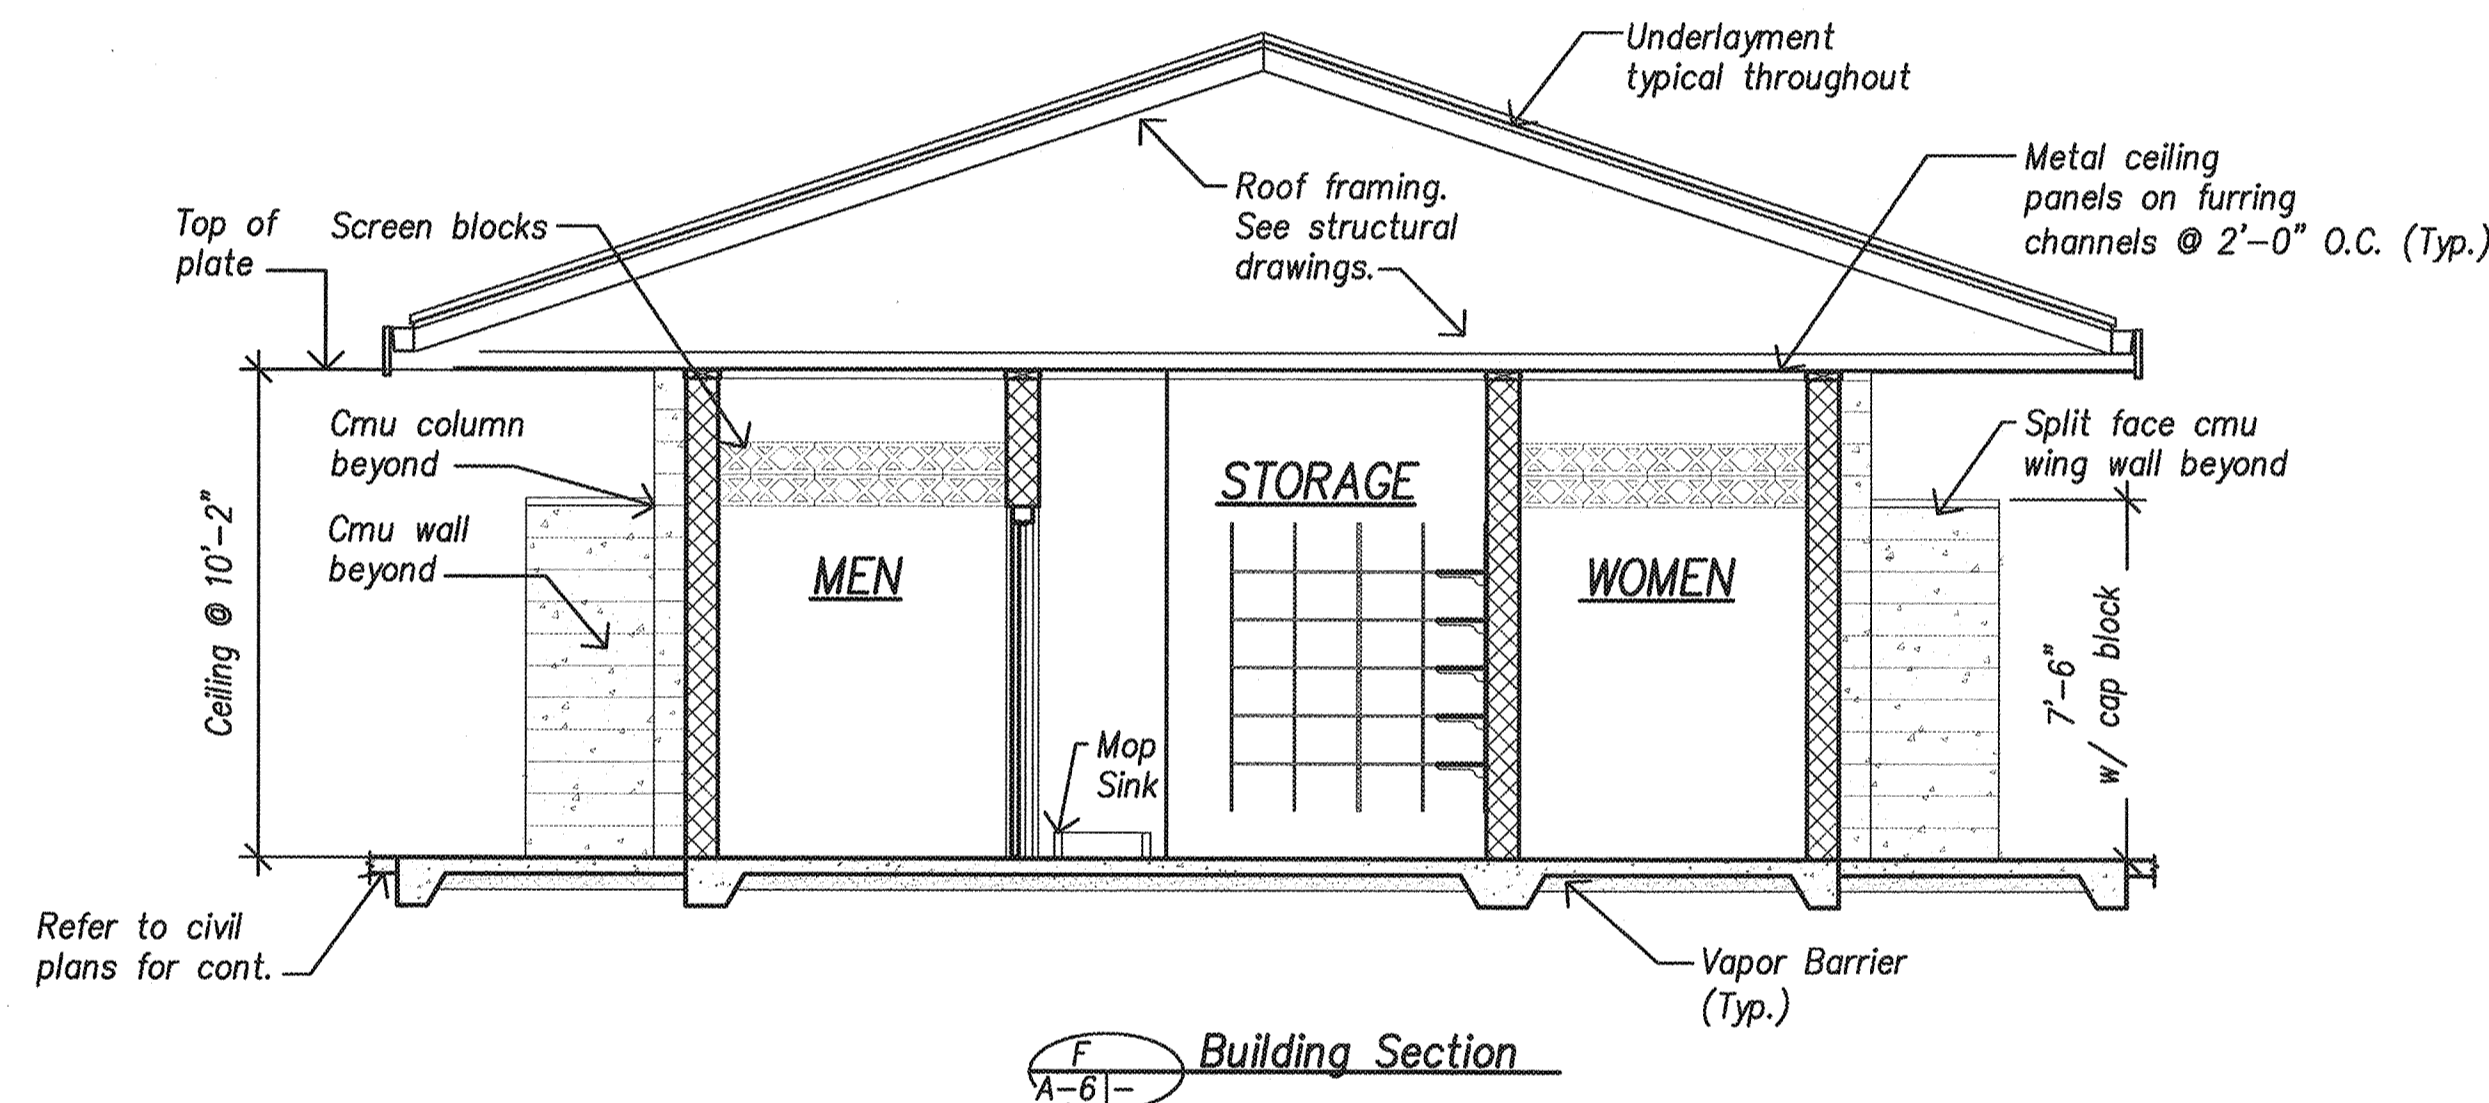 Underlayment
typical throughout
Metal ceiling
panels on furring
channels @ 2'-0" O.C. (Typ.)
Roof framing.
See structural
drawings.
Top of
plate
Screen blocks
Cmu column
beyond
Cmu wall
beyond
Split face cmu
wing wall beyond
Ceiling @ 10'-2"
STORAGE
MEN
WOMEN
7'-6"
w/ cap block
Mop
Sink
Refer to civil
plans for cont.
Vapor Barrier
(Typ.)
F
A-6 -
Building Section